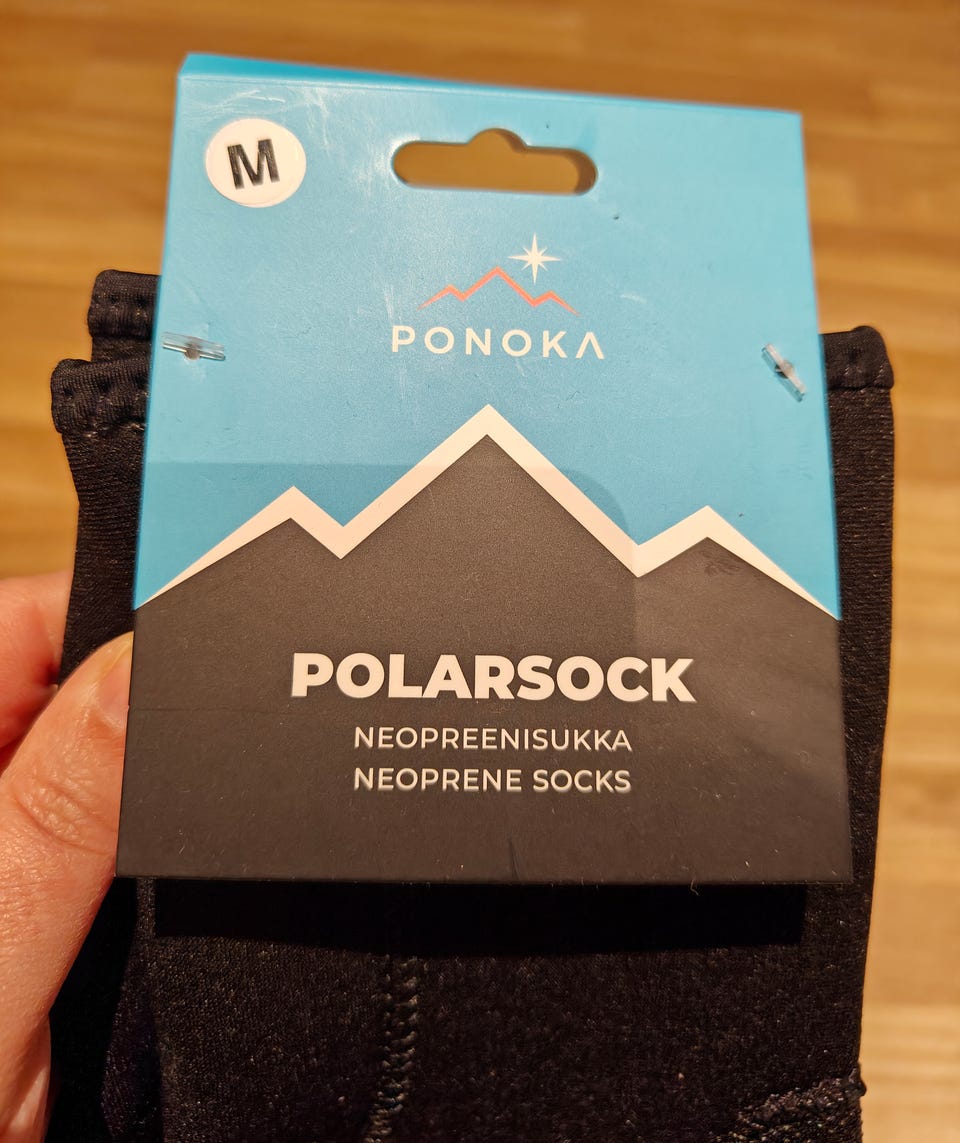 M
PONOKA
POLARSOCK
NEOPREENISUKKA
NEOPRENE SOCKS